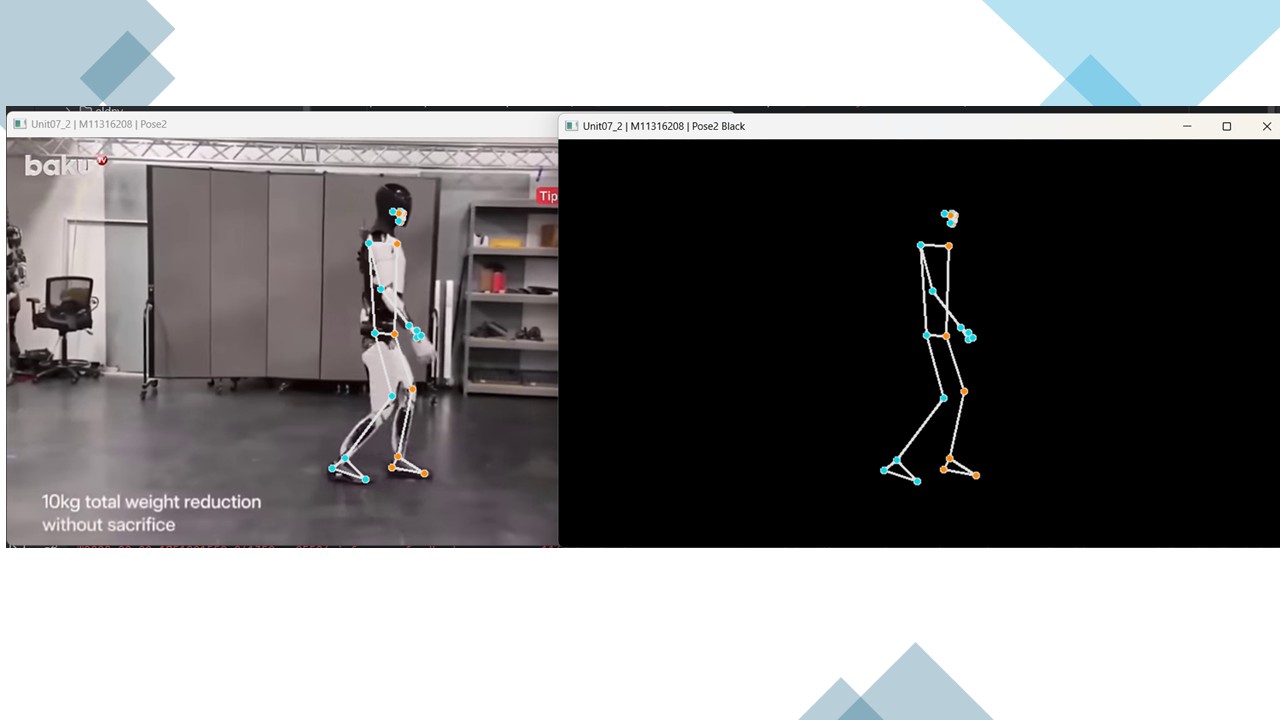 Unit07_2 | M11316208 | Pose2
Unit07_2 | M11316208 | Pose2 Black
baku
Tip
10kg total weight reduction
without sacrifice